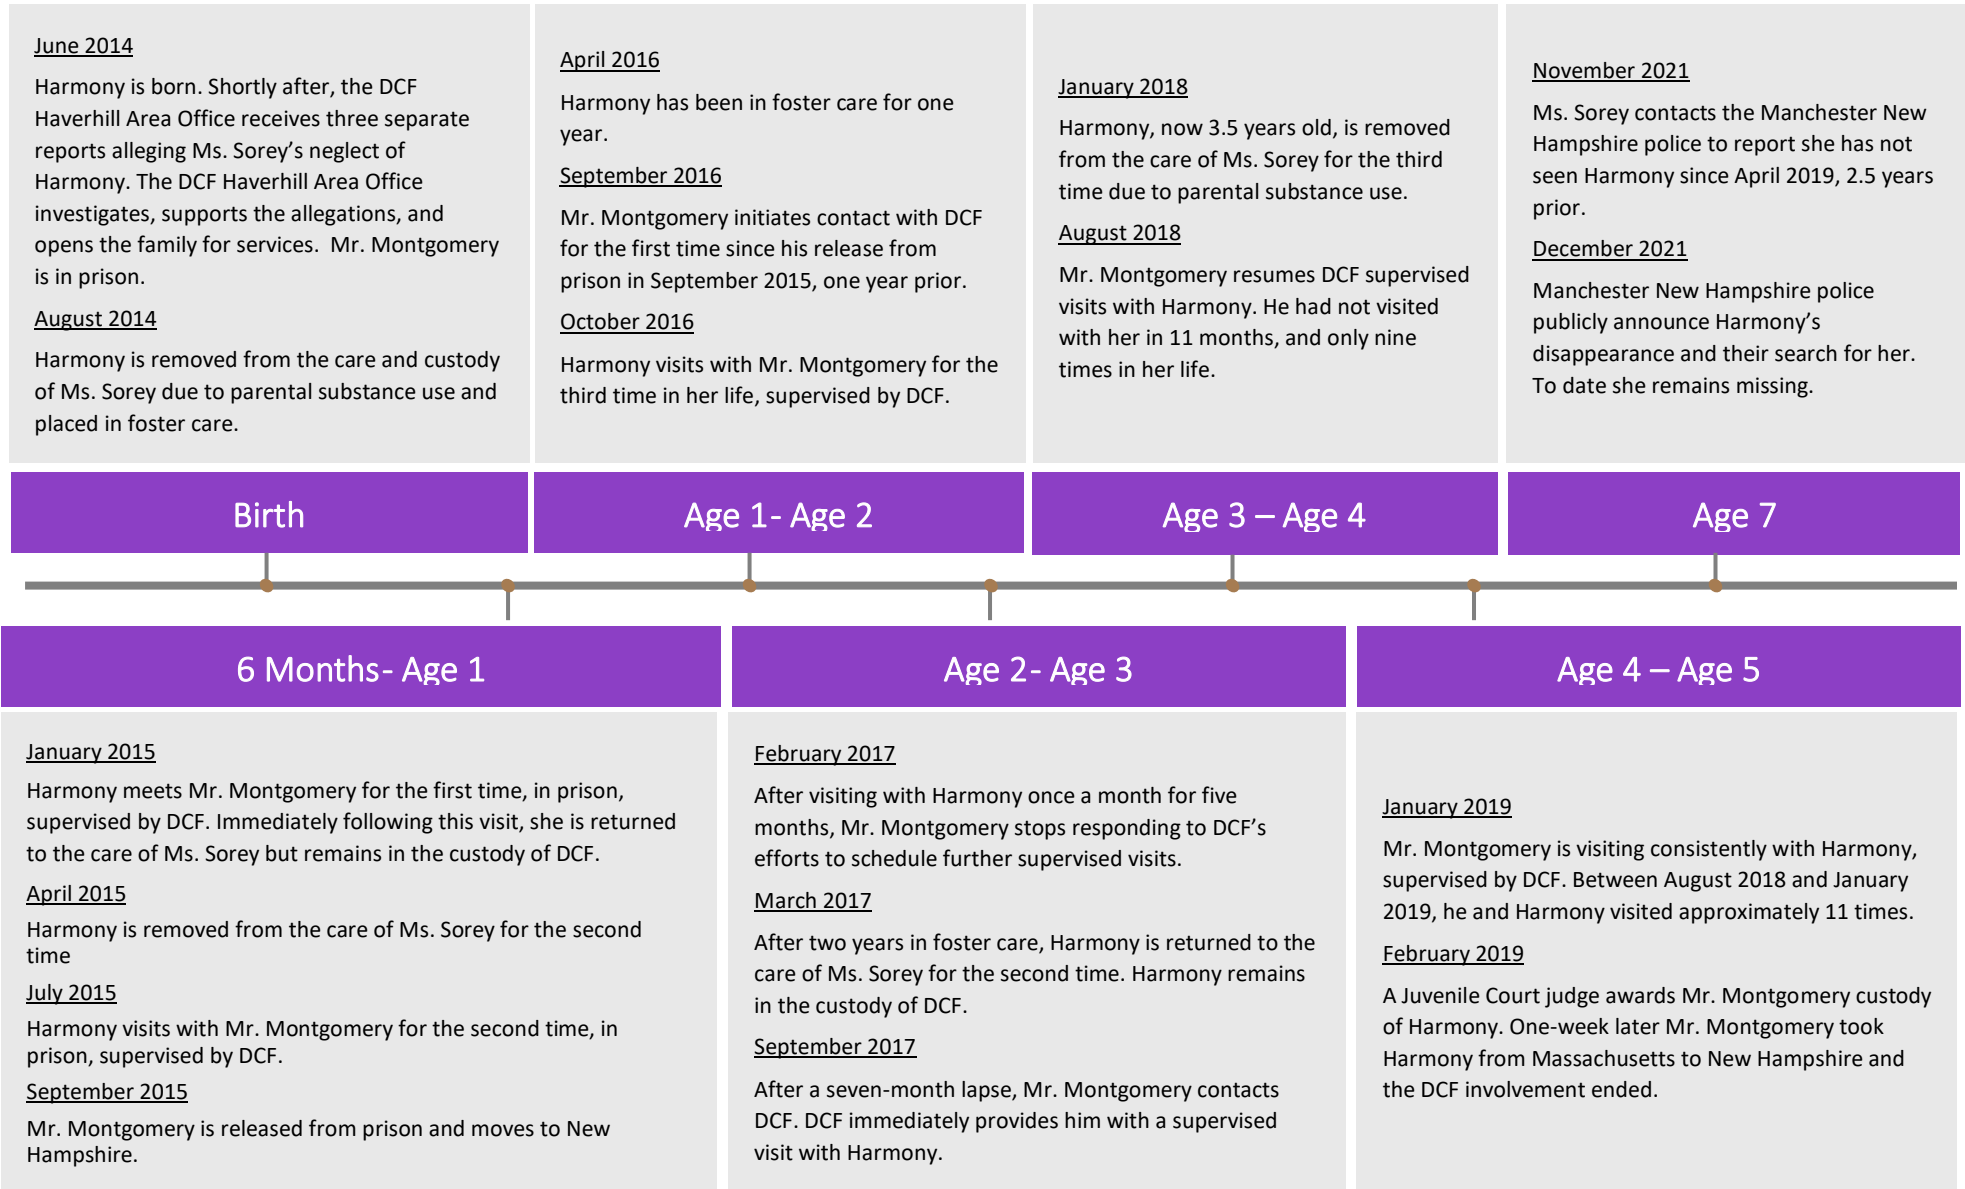 June 2014
Harmony is born. Shortly after, the DCF
Haverhill Area Office receives three separate
reports alleging Ms. Sorey’s neglect of
Harmony. The DCF Haverhill Area Office
investigates, supports the allegations, and
opens the family for services.  Mr. Montgomery
is in prison.
August 2014
Harmony is removed from the care and custody
of Ms. Sorey due to parental substance use and
placed in foster care.
April 2016
Harmony has been in foster care for one
year.
September 2016
Mr. Montgomery initiates contact with DCF
for the first time since his release from
prison in September 2015, one year prior.
October 2016
Harmony visits with Mr. Montgomery for the
third time in her life, supervised by DCF.
January 2018
Harmony, now 3.5 years old, is removed
from the care of Ms. Sorey for the third
time due to parental substance use.
August 2018
Mr. Montgomery resumes DCF supervised
visits with Harmony. He had not visited
with her in 11 months, and only nine
times in her life.
November 2021
Ms. Sorey contacts the Manchester New
Hampshire police to report she has not
seen Harmony since April 2019, 2.5 years
prior.
December 2021
Manchester New Hampshire police
publicly announce Harmony’s
disappearance and their search for her.
To date she remains missing.
Birth
Age 1- Age 2
Age 3 – Age 4
Age 7
6 Months- Age 1
Age 2- Age 3
Age 4 – Age 5
January 2015
Harmony meets Mr. Montgomery for the first time, in prison,
supervised by DCF. Immediately following this visit, she is returned
to the care of Ms. Sorey but remains in the custody of DCF.
April 2015
Harmony is removed from the care of Ms. Sorey for the second
time
July 2015
Harmony visits with Mr. Montgomery for the second time, in
prison, supervised by DCF.
September 2015
Mr. Montgomery is released from prison and moves to New
Hampshire.
February 2017
After visiting with Harmony once a month for five
months, Mr. Montgomery stops responding to DCF’s
efforts to schedule further supervised visits.
March 2017
After two years in foster care, Harmony is returned to the
care of Ms. Sorey for the second time. Harmony remains
in the custody of DCF.
September 2017
After a seven-month lapse, Mr. Montgomery contacts
DCF. DCF immediately provides him with a supervised
visit with Harmony.
January 2019
Mr. Montgomery is visiting consistently with Harmony,
supervised by DCF. Between August 2018 and January
2019, he and Harmony visited approximately 11 times.
February 2019
A Juvenile Court judge awards Mr. Montgomery custody
of Harmony. One-week later Mr. Montgomery took
Harmony from Massachusetts to New Hampshire and
the DCF involvement ended.